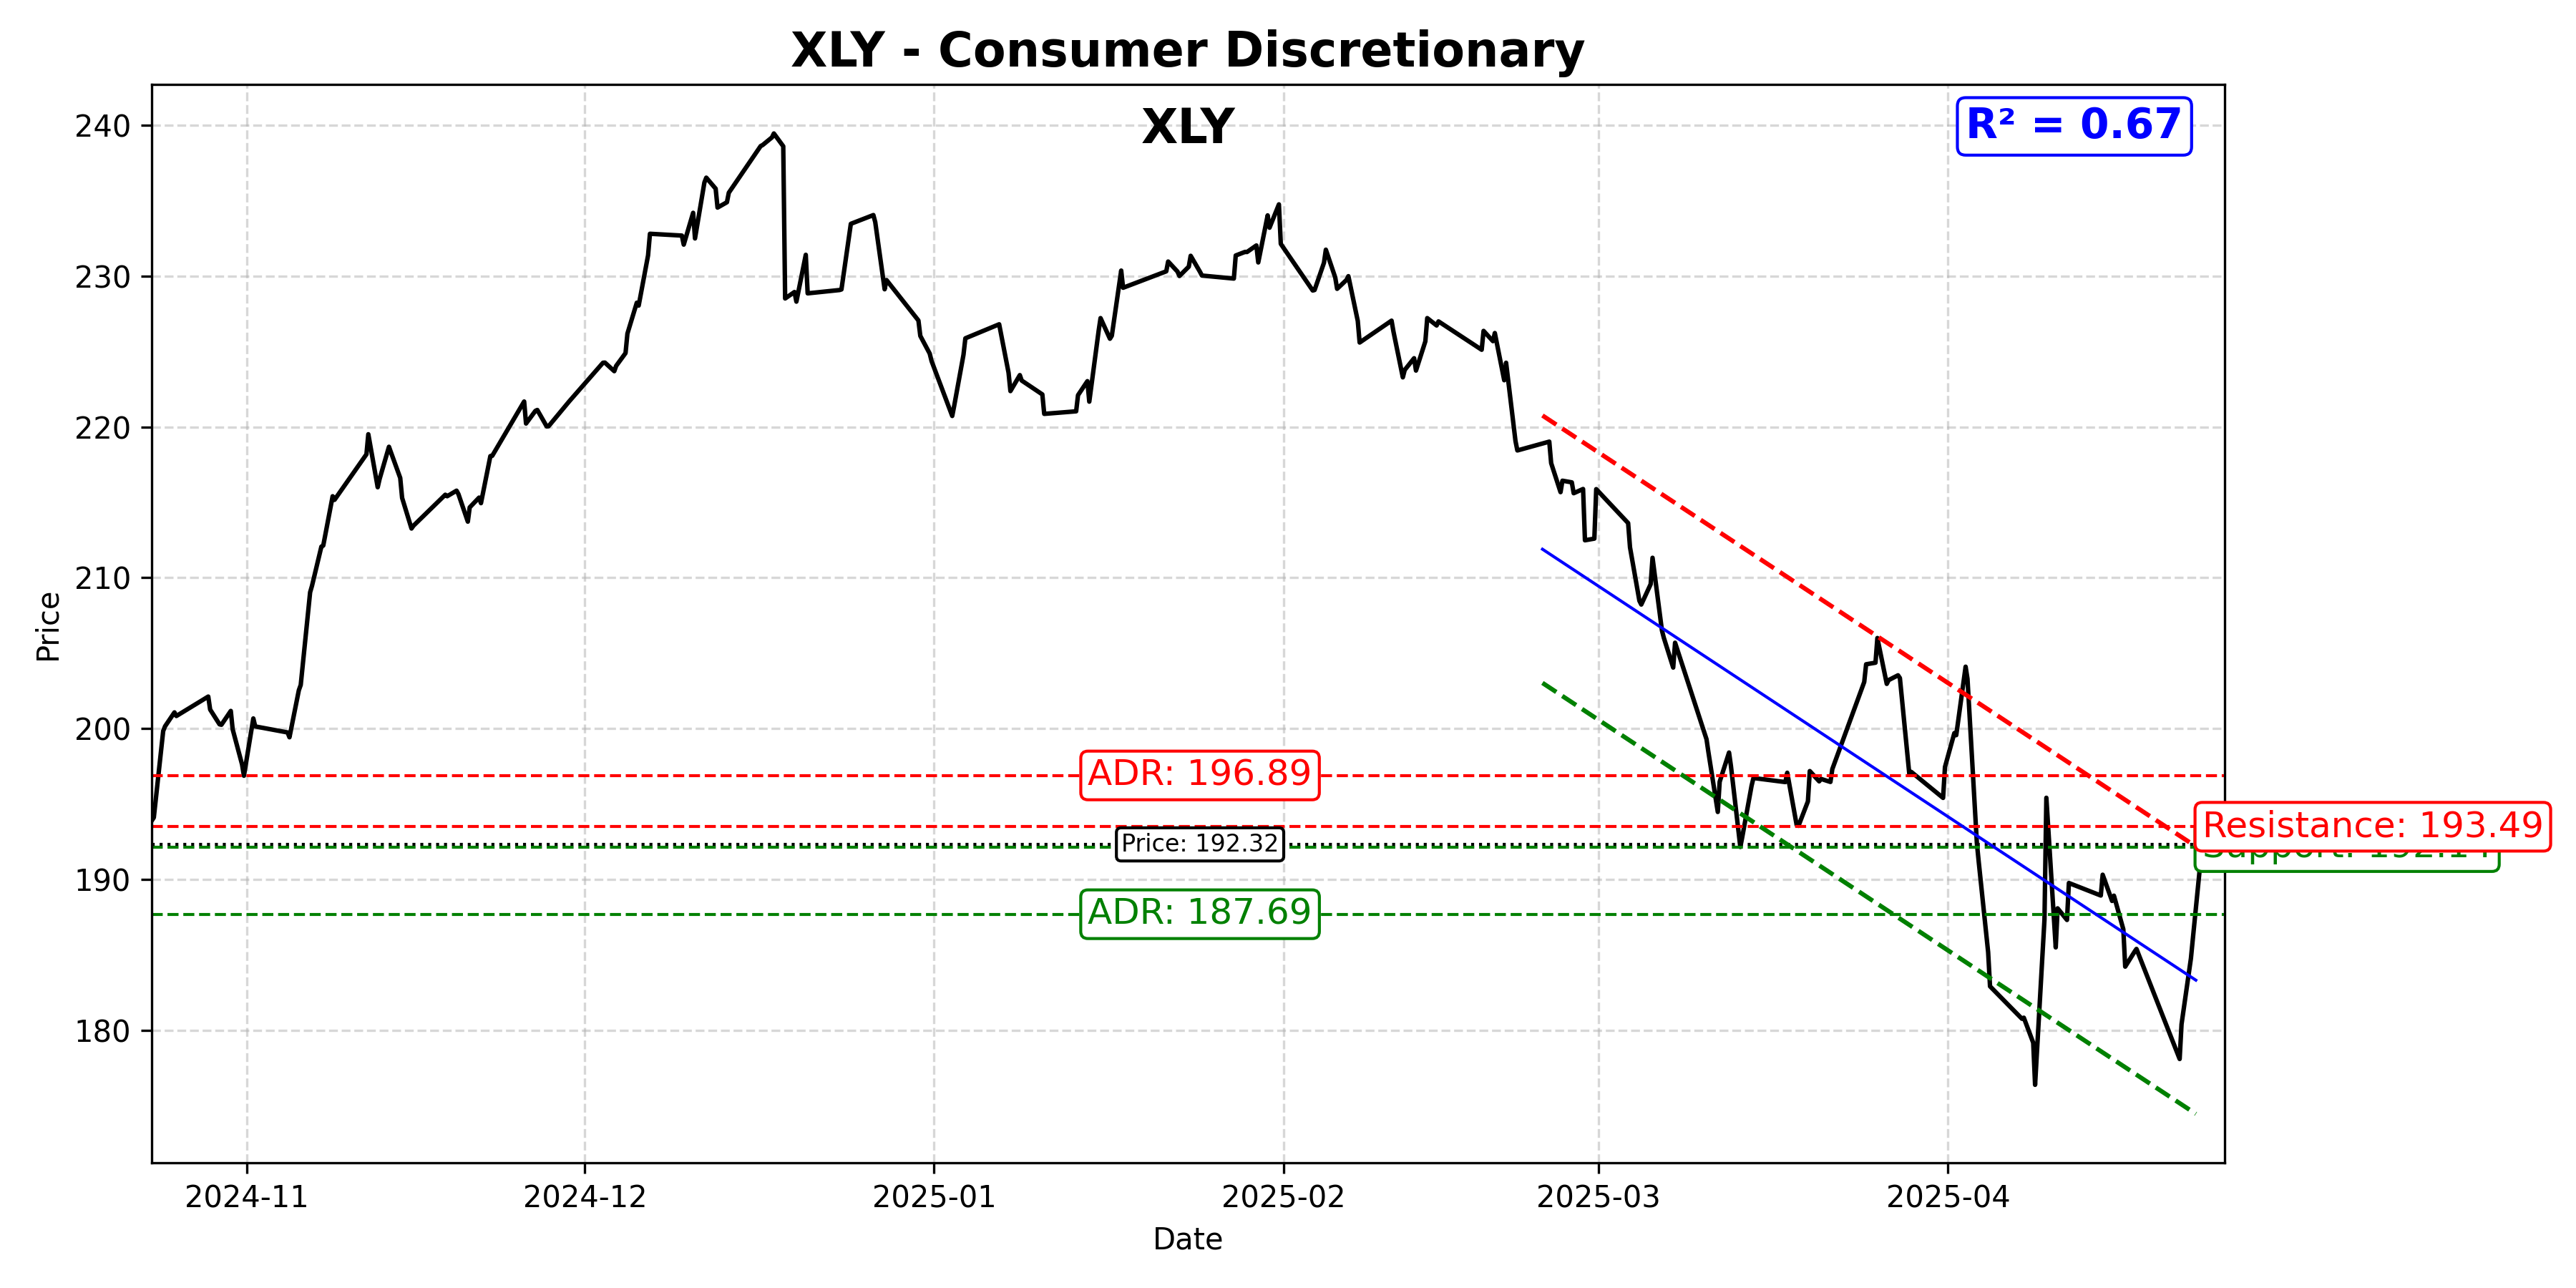 XLY - Consumer Discretionary
XLY
R² = 0.67
240
230
220
210
200
190
180
Price
ADR: 196.89
Resistance: 193.49
Price: 192.32
ADR: 187.69
2024-11
2024-12
2025-01
2025-02
2025-03
2025-04
Date